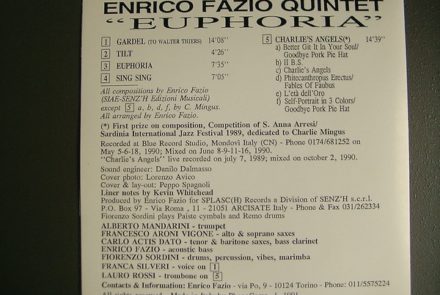 ENRICO FAZIO QUINTET
"EUPHORIA"
1 GARDEL (TO WALTER THIERS) 14'08"
2 TILT 4'26"
3 EUPHORIA 7'35"
4 SING SING 7'05"
All compositions by Enrico Fazio
(SIAE-SENZ'H Edizioni Musicali)
except 5 a, b, d, f, by C. Mingus.
All arranged by Enrico Fazio.
5 CHARLIE'S ANGELS(*) 14'39"
a) Better Git It In Your Soul/
Goodbye Pork Pie Hat
b) II B.S.
c) Charlie's Angels
d) Phitecanthropus Erectus/
Fables Of Faubus
e) L'età dell'Oro
f) Self-Portrait in 3 Colors/
Goodbye Pork Pie Hat
(*) First prize on composition, Competition of S. Anna Arresi/
Sardinia International Jazz Festival 1989, dedicated to Charlie Mingus
Recorded at Blue Record Studio, Mondovì (CN) - Phone 0174/681252 on
May 5-6-18, 1990; Mixed on June 8-9-11-16, 1990.
"Charlie's Angels" live recorded on july 7, 1989; mixed on october 2, 1990.
Sound engineer: Danilo Dalmasso
Cover photo: Lorenzo Avico
Cover & lay-out: Peppo Spagnoli
Liner notes by Kevin Whitehead
Produced by Enrico Fazio for SPLASC(H) Records a Division of SENZ'H s.c.r.l.
P.O. Box 97 - Via Roma , 11 - 21051 ARCISATE Italy - Phone & Fax 031/262334
Fiorenzo Sordini plays Paiste cymbals and Remo drums
ALBERTO MANDARINI - trumpet
FRANCESCO ARONI VIGONE - alto & soprano saxes
CARLO ACTIS DATO - tenor & baritone saxes, bass clarinet
ENRICO FAZIO - acoustic bass
FIORENZO SORDINI - drums, percussion, vibes, marimba
FRANCA SILVERI - voice on 1
LAURO ROSSI - trombone on 5
Contacts & Information: Enrico Fazio - via Po, 9 - 10124 Torino - Phone: 011/5575224